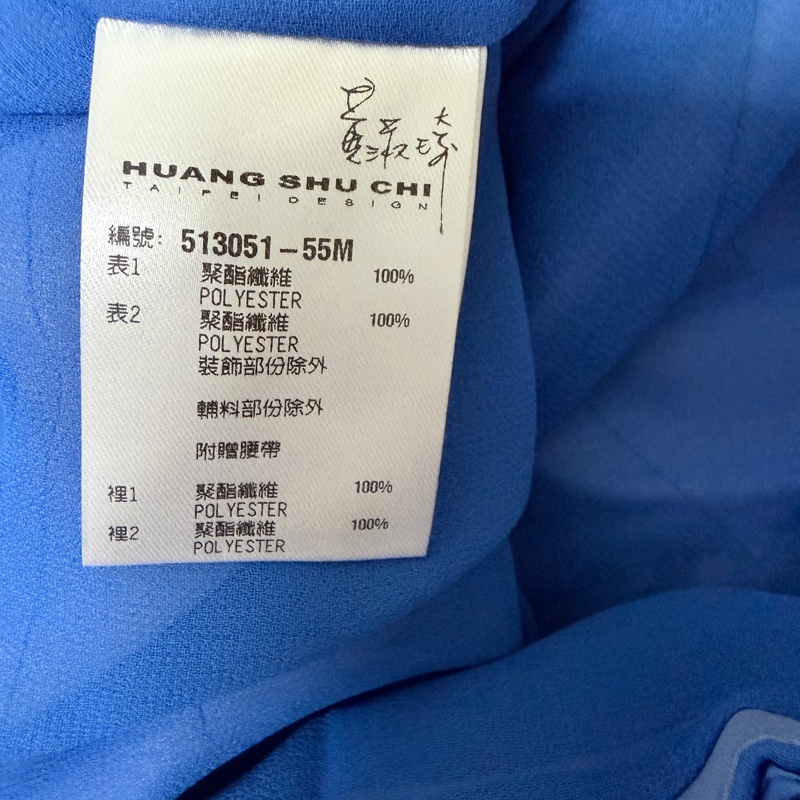 HUANG SHU CHI
TAIPEI DESIGN
編號: 513051-55M
表1 聚酯纖維 100%
POLYESTER
表2 聚酯纖維 100%
POLYESTER
裝飾部份除外
輔料部份除外
附贈腰帶
裡1 聚酯纖維 100%
POLYESTER
裡2 聚酯纖維 100%
POLYESTER